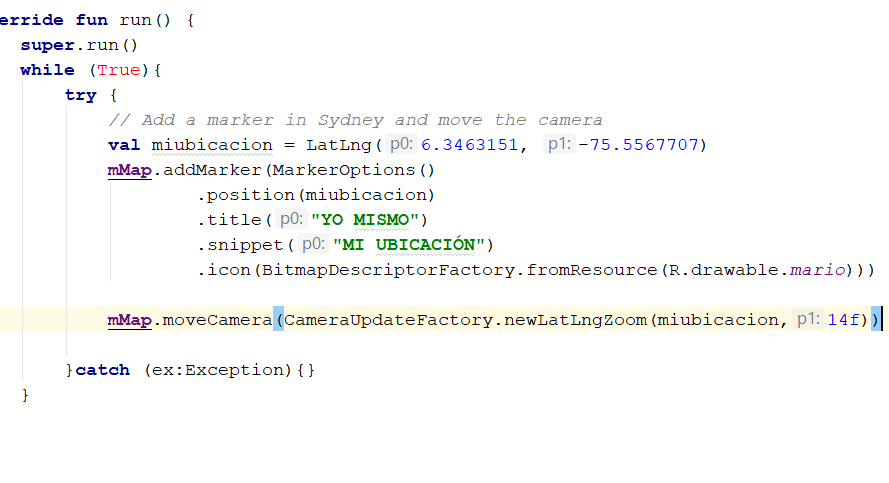 erride fun run() {
super.run()
while (True){
try {
// Add a marker in Sydney and move the camera
val miubicacion = LatLng( p0: 6.3463151, p1: -75.5567707)
mMap.addMarker(MarkerOptions()
.position(miubicacion)
.title( p0: "YO MISMO")
.snippet( p0: "MI UBICACIÓN")
.icon(BitmapDescriptorFactory.fromResource(R.drawable.mario)))
mMap.moveCamera(CameraUpdateFactory.newLatLngZoom(miubicacion, p1: 14f))
}catch (ex:Exception){}
}